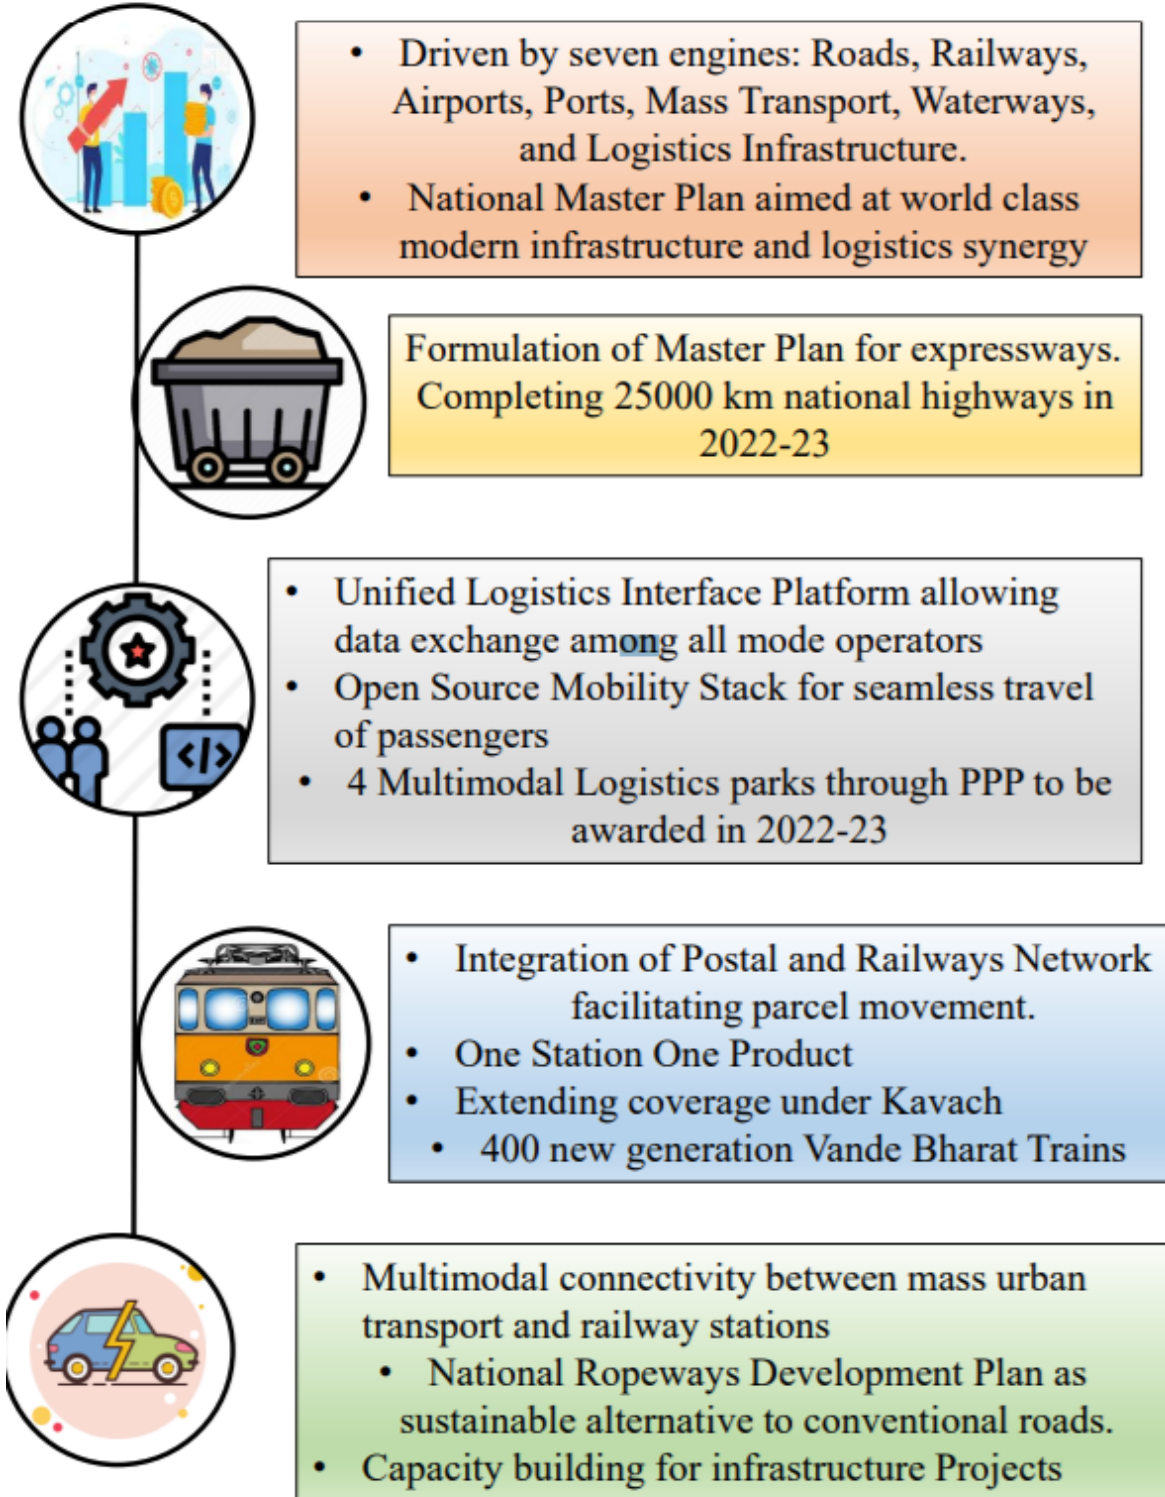 • Driven by seven engines: Roads, Railways,
Airports, Ports, Mass Transport, Waterways,
and Logistics Infrastructure.
• National Master Plan aimed at world class
modern infrastructure and logistics synergy
Formulation of Master Plan for expressways.
Completing 25000 km national highways in
2022-23
• Unified Logistics Interface Platform allowing
data exchange among all mode operators
• Open Source Mobility Stack for seamless travel
of passengers
• 4 Multimodal Logistics parks through PPP to be
awarded in 2022-23
</>
• Integration of Postal and Railways Network
facilitating parcel movement.
• One Station One Product
• Extending coverage under Kavach
• 400 new generation Vande Bharat Trains
• Multimodal connectivity between mass urban
transport and railway stations
• National Ropeways Development Plan as
sustainable alternative to conventional roads.
• Capacity building for infrastructure Projects